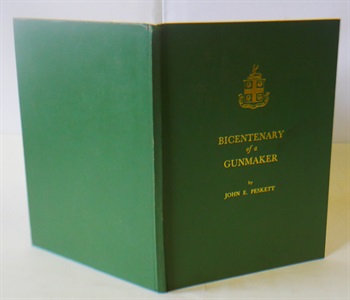 BICENTENARY
of a
GUNMAKER
by
JOHN E. PESKETT